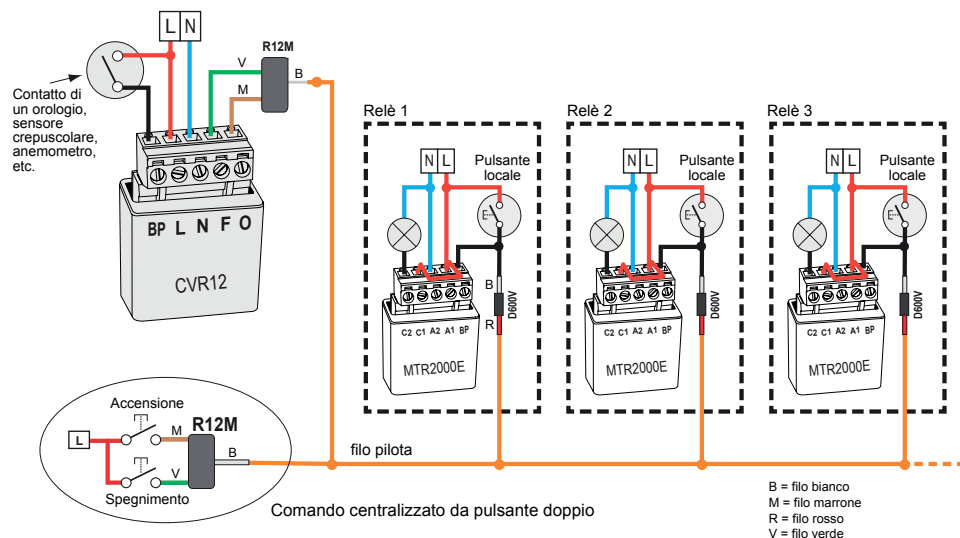 L N
R12M
V
B
M
Contatto di
un orologio,
sensore
crepuscolare,
anemometro,
etc.
BP L N F O
CVR12
Relè 1
N L
Pulsante
locale
B
D6000V
R
C2 C1 A2 A1 BP
MTR2000E
Relè 2
N L
Pulsante
locale
D6000V
C2 C1 A2 A1 BP
MTR2000E
Relè 3
N L
Pulsante
locale
D6000V
C2 C1 A2 A1 BP
MTR2000E
Accensione
L
M
R12M
B
V
Spegnimento
filo pilota
Comando centralizzato da pulsante doppio
B = filo bianco
M = filo marrone
R = filo rosso
V = filo verde